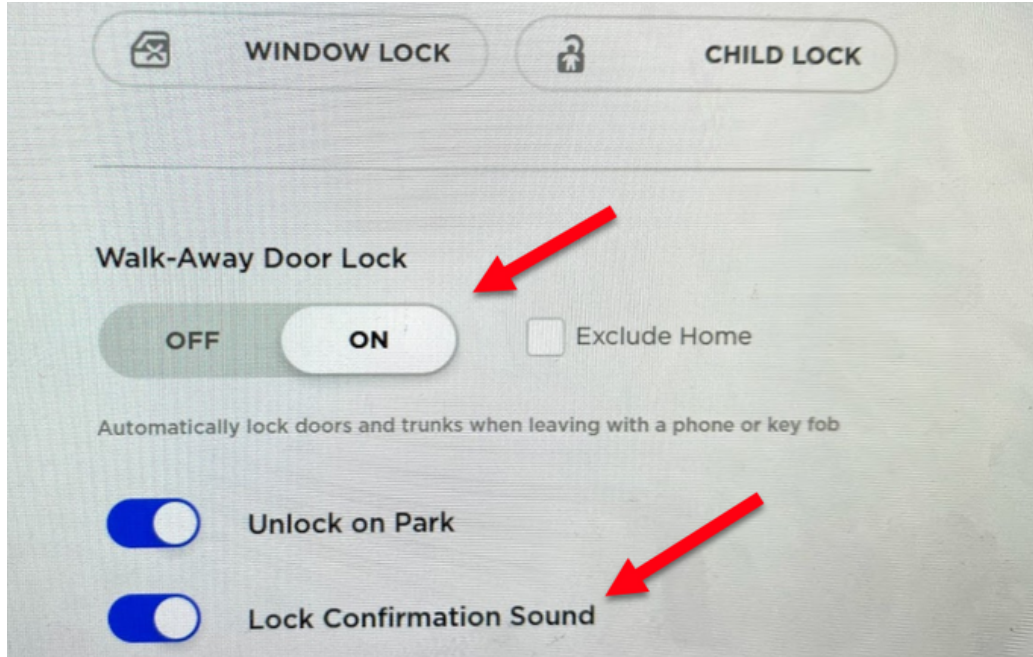 WINDOW LOCK CHILD LOCK
Walk-Away Door Lock
OFF ON Exclude Home
Automatically lock doors and trunks when leaving with a phone or key fob
Unlock on Park
Lock Confirmation Sound